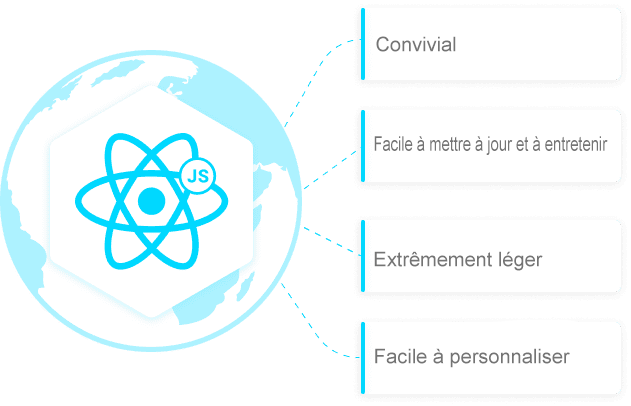 Convivial
Facile à mettre à jour et à entretenir
JS
Extrêmement léger
Facile à personnaliser